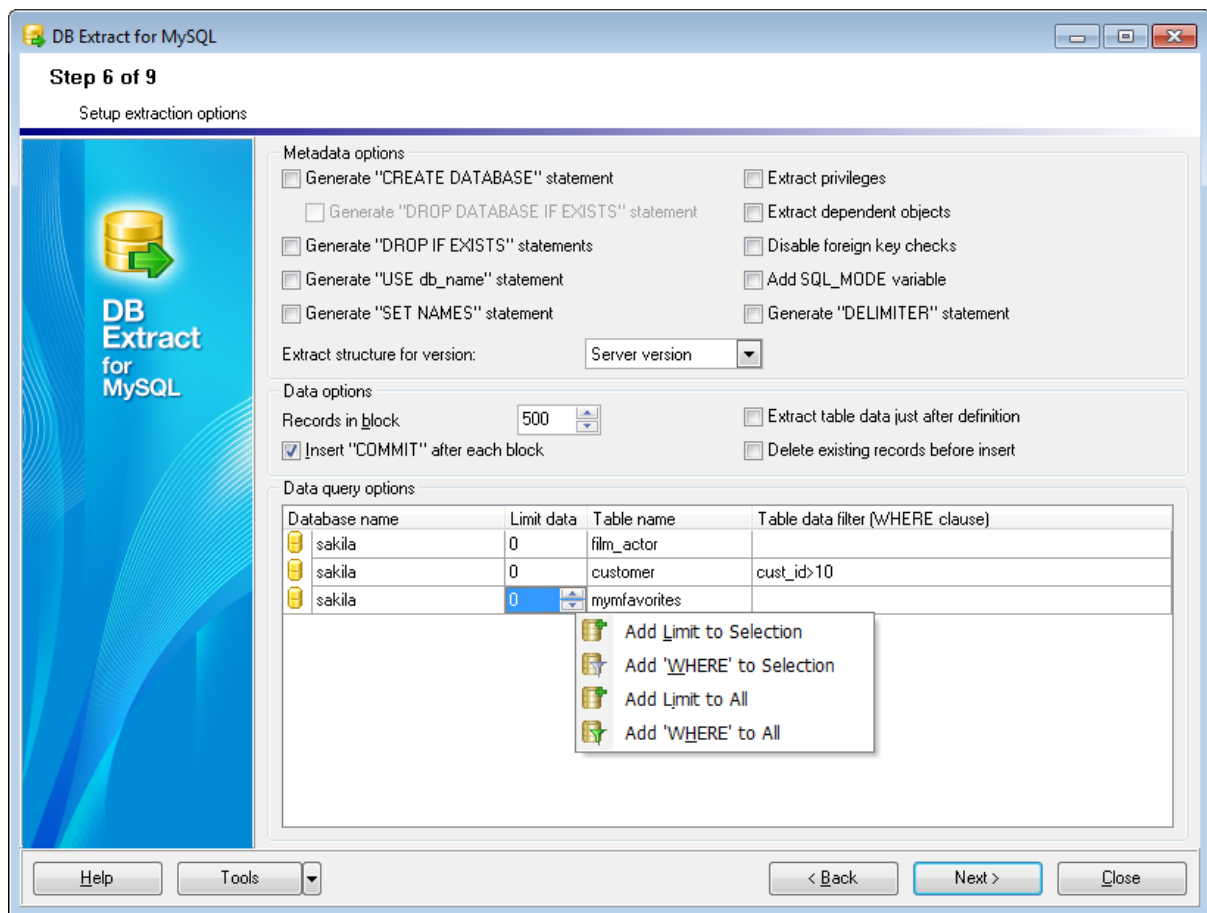 DB Extract for MySQL
Step 6 of 9
Setup extraction options
DB
Extract
for
MySQL
Metadata options
Generate "CREATE DATABASE" statement
Extract privileges
Generate "DROP DATABASE IF EXISTS" statement
Extract dependent objects
Generate "DROP IF EXISTS" statements
Disable foreign key checks
Generate "USE db_name" statement
Add SQL_MODE variable
Generate "SET NAMES" statement
Generate "DELIMITER" statement
Extract structure for version: Server version
Data options
Records in block 500
Extract table data just after definition
Insert "COMMIT" after each block
Delete existing records before insert
Data query options
Database name Limit data Table name Table data filter (WHERE clause)
sakila 0 film_actor
sakila 0 customer cust_id>10
sakila 0 mymfavorites
Add Limit to Selection
Add 'WHERE' to Selection
Add Limit to All
Add 'WHERE' to All
Help Tools < Back Next > Close